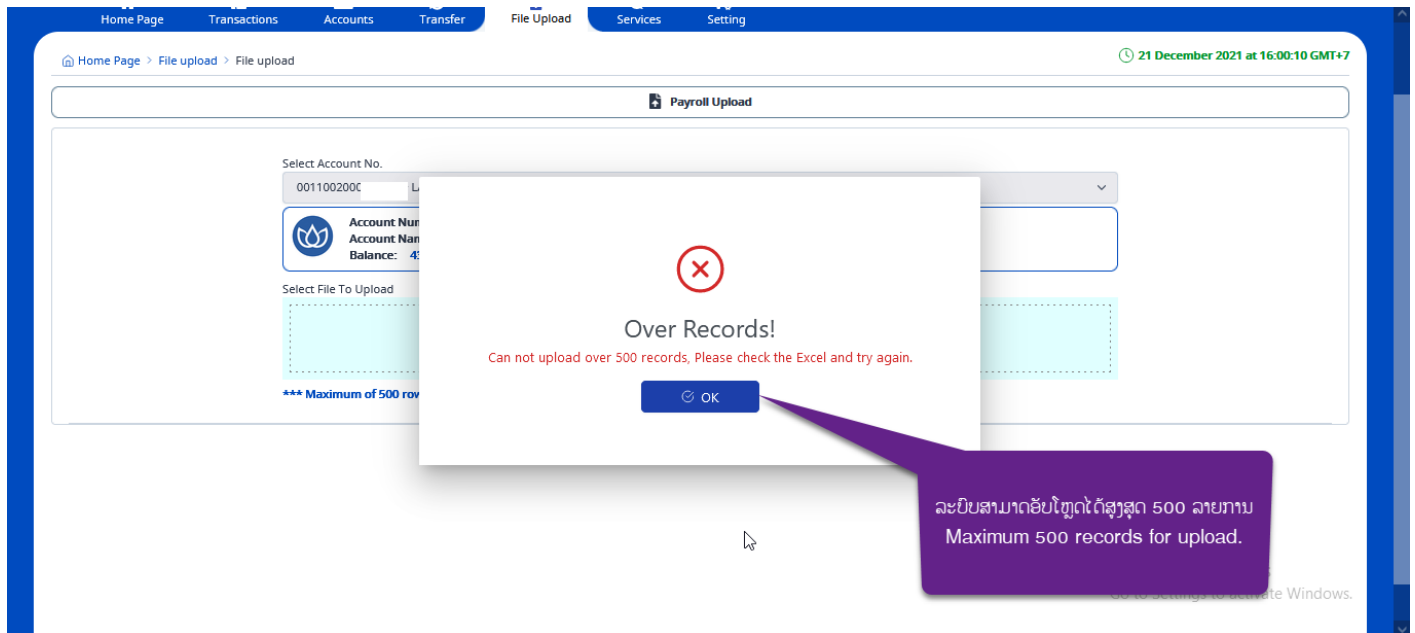 Home Page Transactions Accounts Transfer File Upload Services Setting
Home Page > File upload > File upload
21 December 2021 at 16:00:10 GMT+7
Payroll Upload
Select Account No.
001100200
Account
Account
Balance:
Select File To Upload
Over Records!
Can not upload over 500 records, Please check the Excel and try again.
OK
*** Maximum of 500
ລະບົບສາມາດອັບໂຫຼດໄດ້ສູງສຸດ 500 ລາຍການ
Maximum 500 records for upload.
Go to Settings to activate Windows.